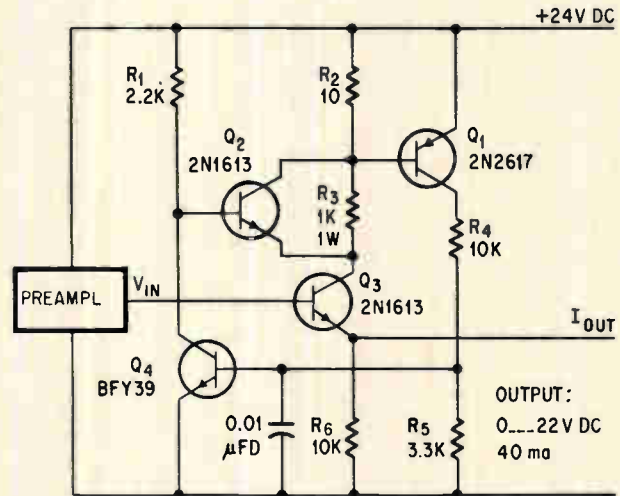 +24V DC
R1
2.2K
R2
10
Q2
2N1613
Q1
2N2617
R3
1K
1W
R4
10K
PREAMPL
VIN
Q3
2N1613
IOUT
Q4
BFY39
0.01
μFD
R6
10K
R5
3.3K
OUTPUT:
0---22V DC
40 ma